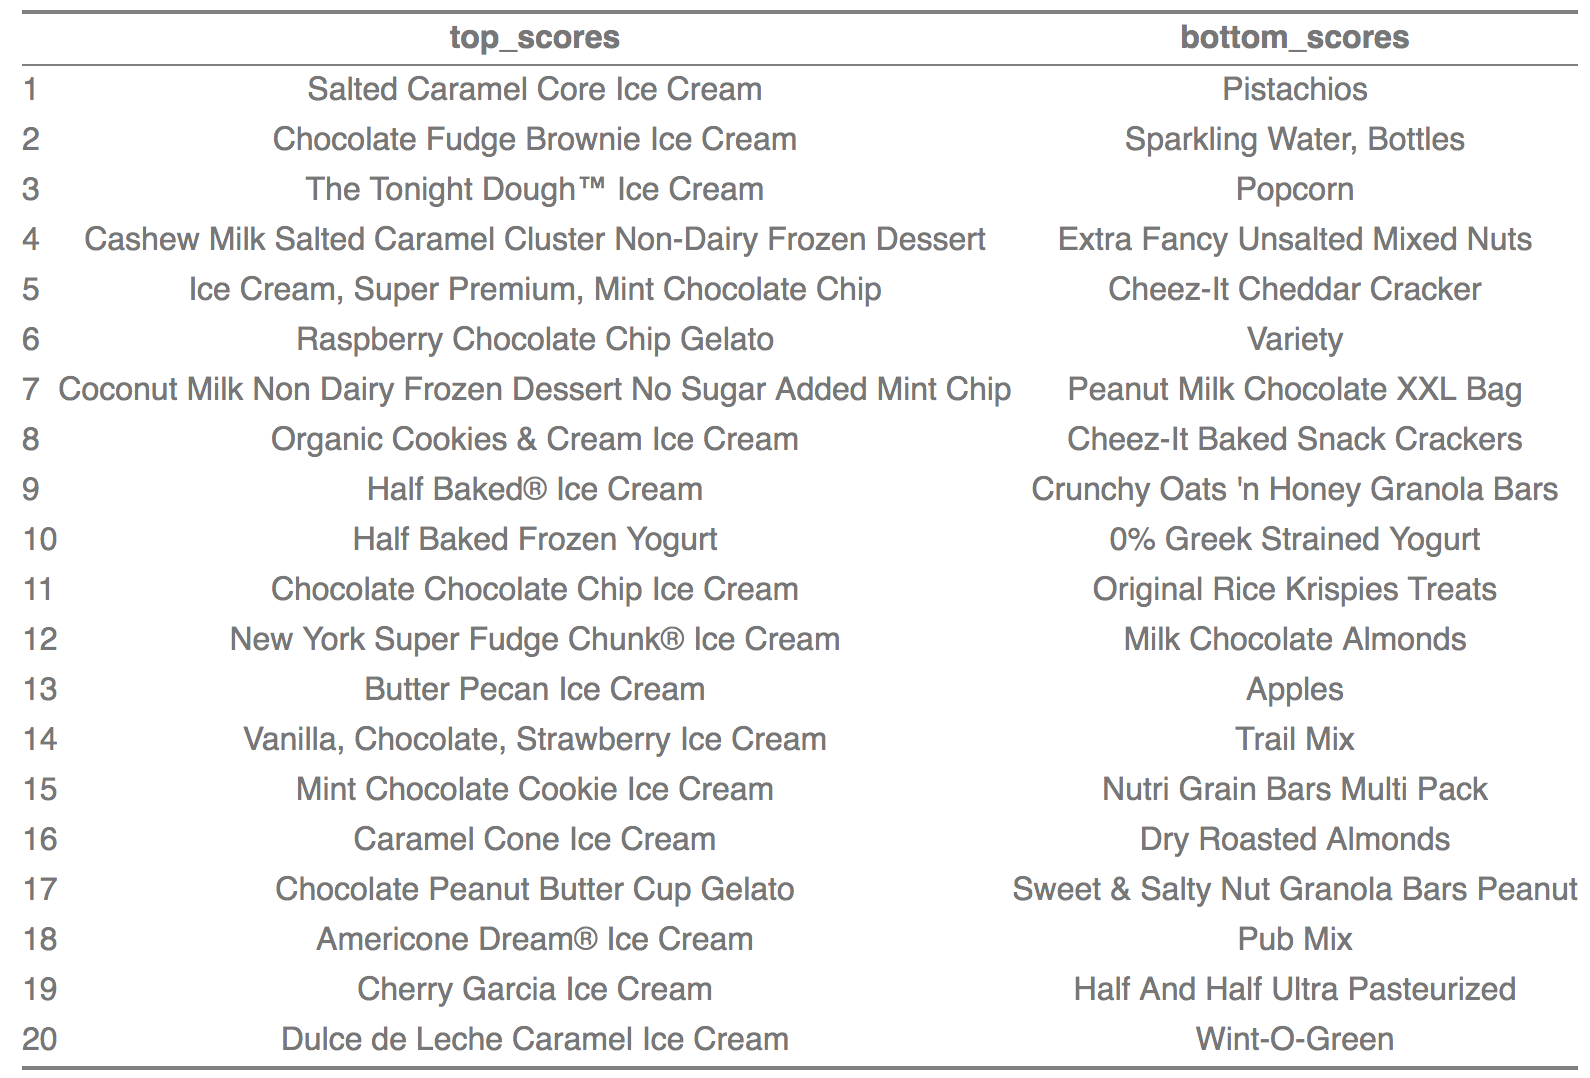 top_scores bottom_scores
1 Salted Caramel Core Ice Cream Pistachios
2 Chocolate Fudge Brownie Ice Cream Sparkling Water, Bottles
3 The Tonight Dough™ Ice Cream Popcorn
4 Cashew Milk Salted Caramel Cluster Non-Dairy Frozen Dessert Extra Fancy Unsalted Mixed Nuts
5 Ice Cream, Super Premium, Mint Chocolate Chip Cheez-It Cheddar Cracker
6 Raspberry Chocolate Chip Gelato Variety
7 Coconut Milk Non Dairy Frozen Dessert No Sugar Added Mint Chip Peanut Milk Chocolate XXL Bag
8 Organic Cookies & Cream Ice Cream Cheez-It Baked Snack Crackers
9 Half Baked® Ice Cream Crunchy Oats 'n Honey Granola Bars
10 Half Baked Frozen Yogurt 0% Greek Strained Yogurt
11 Chocolate Chocolate Chip Ice Cream Original Rice Krispies Treats
12 New York Super Fudge Chunk® Ice Cream Milk Chocolate Almonds
13 Butter Pecan Ice Cream Apples
14 Vanilla, Chocolate, Strawberry Ice Cream Trail Mix
15 Mint Chocolate Cookie Ice Cream Nutri Grain Bars Multi Pack
16 Caramel Cone Ice Cream Dry Roasted Almonds
17 Chocolate Peanut Butter Cup Gelato Sweet & Salty Nut Granola Bars Peanut
18 Americone Dream® Ice Cream Pub Mix
19 Cherry Garcia Ice Cream Half And Half Ultra Pasteurized
20 Dulce de Leche Caramel Ice Cream Wint-O-Green